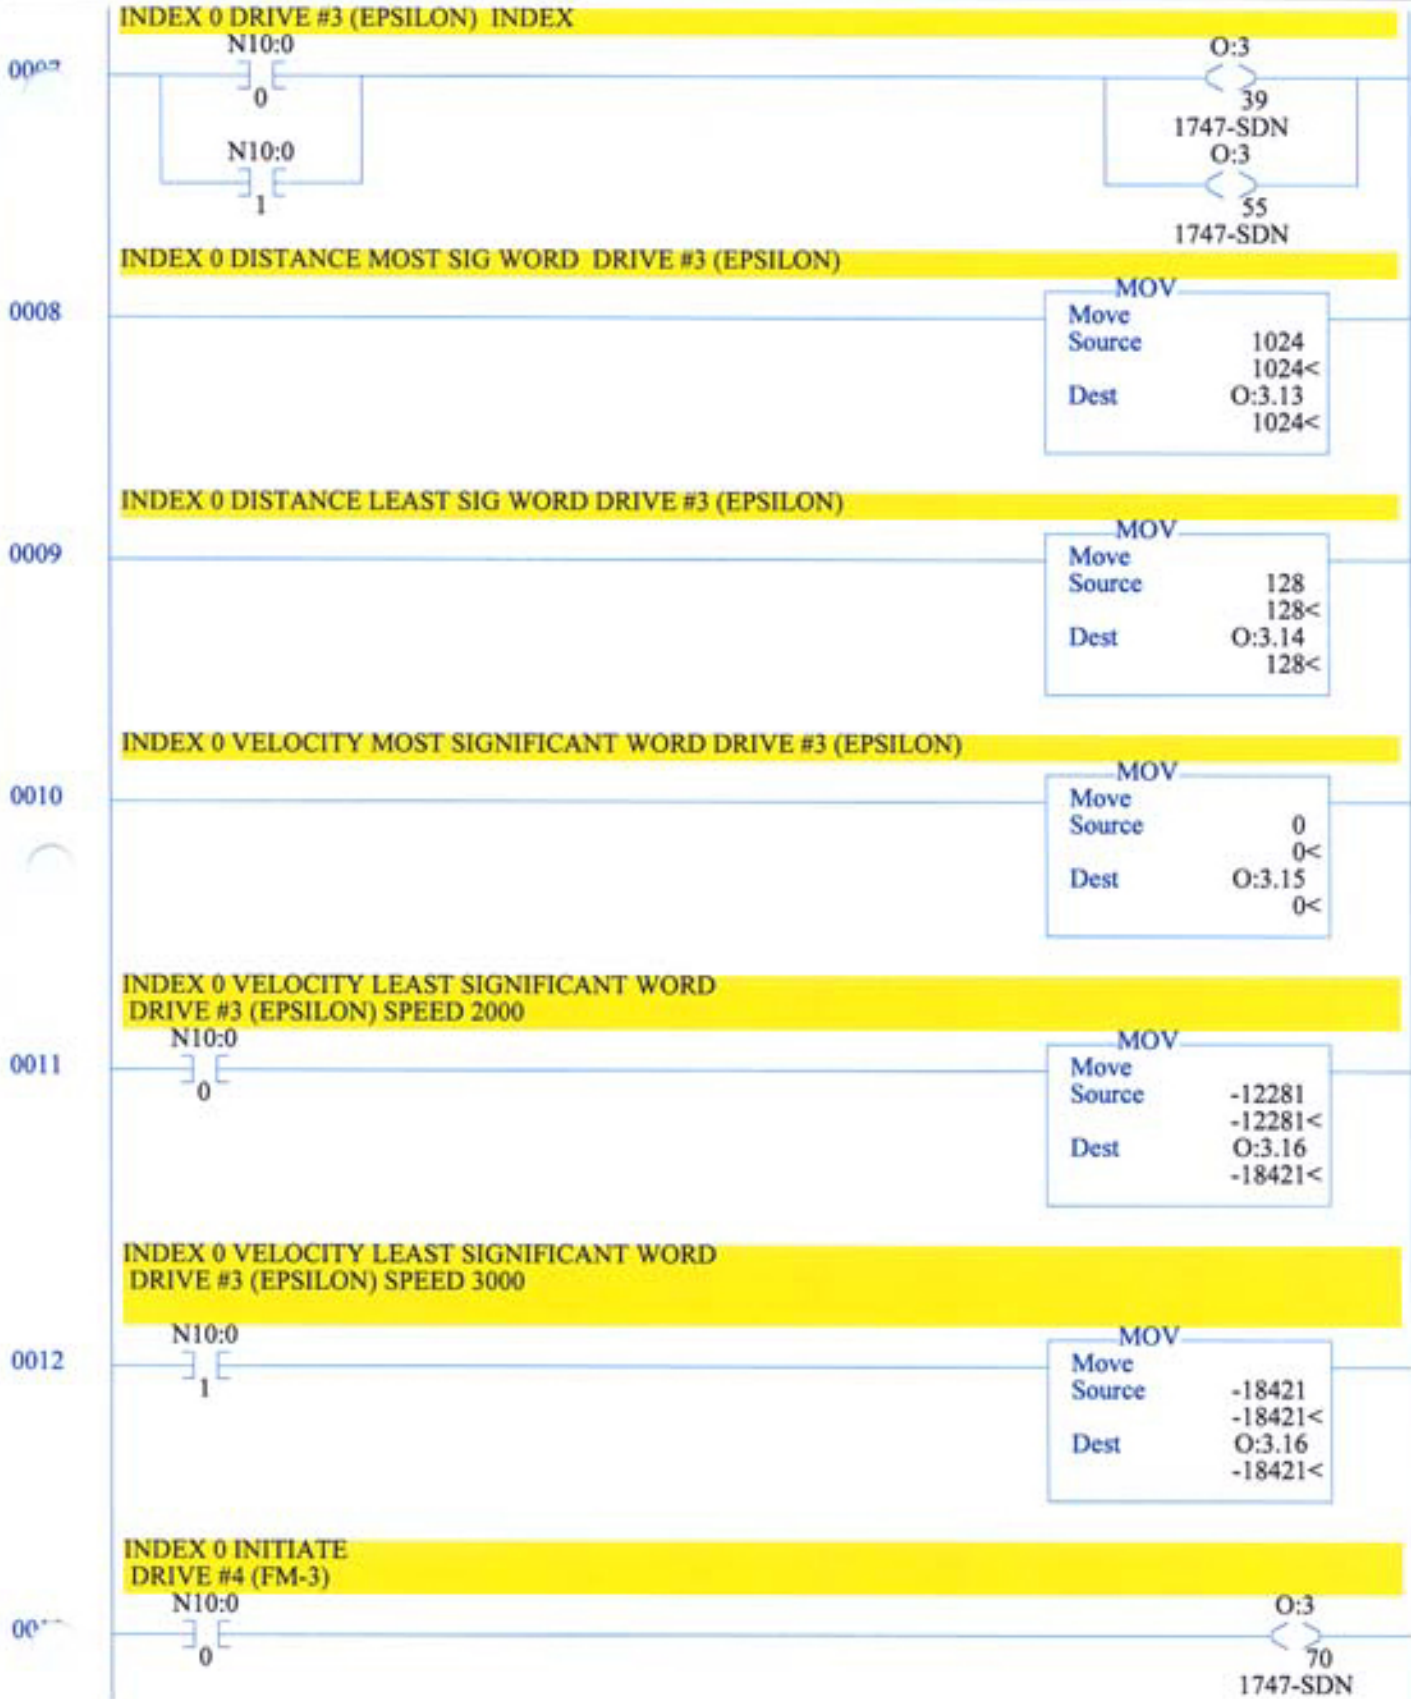 INDEX 0 DRIVE #3 (EPSILON) INDEX
N10:0
O:3
0
39
1747-SDN
N10:0
O:3
1
55
1747-SDN
INDEX 0 DISTANCE MOST SIG WORD DRIVE #3 (EPSILON)
MOV
0008
Move
Source 1024
1024<
Dest O:3.13
1024<
INDEX 0 DISTANCE LEAST SIG WORD DRIVE #3 (EPSILON)
MOV
0009
Move
Source 128
128<
Dest O:3.14
128<
INDEX 0 VELOCITY MOST SIGNIFICANT WORD DRIVE #3 (EPSILON)
MOV
0010
Move
Source 0
0<
Dest O:3.15
0<
INDEX 0 VELOCITY LEAST SIGNIFICANT WORD
DRIVE #3 (EPSILON) SPEED 2000
N10:0
MOV
0011
Move
0
Source -12281
-12281<
Dest O:3.16
-18421<
INDEX 0 VELOCITY LEAST SIGNIFICANT WORD
DRIVE #3 (EPSILON) SPEED 3000
N10:0
MOV
0012
Move
1
Source -18421
-18421<
Dest O:3.16
-18421<
INDEX 0 INITIATE
DRIVE #4 (FM-3)
N10:0
O:3
0
70
1747-SDN